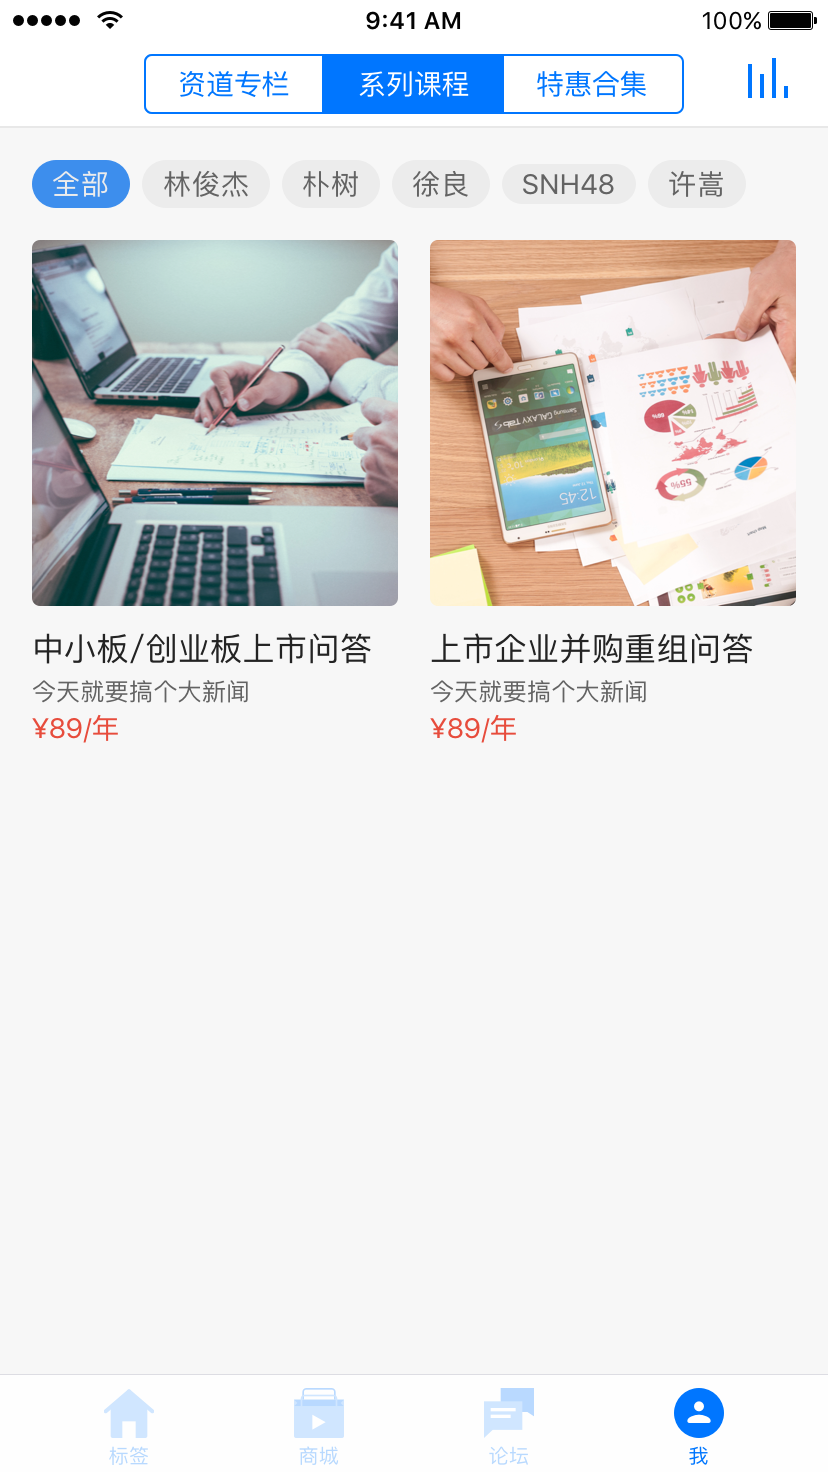 9:41 AM
100%
资道专栏
系列课程
特惠合集
全部
林俊杰
朴树
徐良
SNH48
许嵩
Samsung GALAXY Tab S
12:45
55%
中小板/创业板上市问答
今天就要搞个大新闻
¥89/年
上市企业并购重组问答
今天就要搞个大新闻
¥89/年
标签
商城
论坛
我